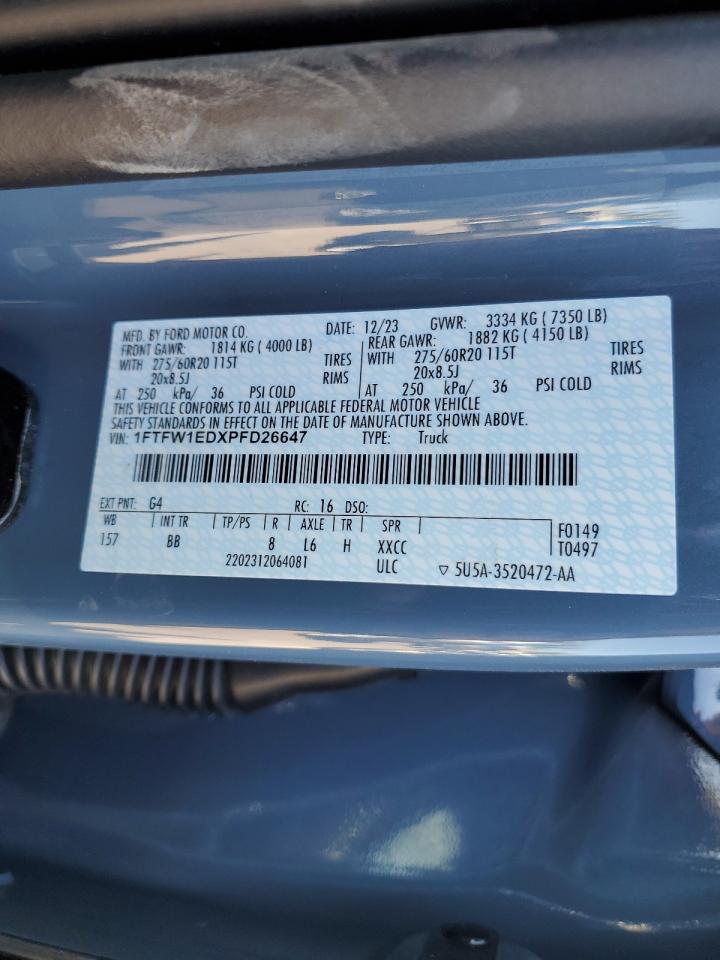 MFD. BY FORD MOTOR CO. DATE: 12/23 GVWR: 3334 KG ( 7350 LB)
FRONT GAWR: 1814 KG ( 4000 LB) REAR GAWR: 1882 KG ( 4150 LB)
WITH 275/60R20 115T TIRES WITH 275/60R20 115T TIRES
20x8.5J RIMS 20x8.5J RIMS
AT 250 kPa/ 36 PSI COLD AT 250 kPa/ 36 PSI COLD
THIS VEHICLE CONFORMS TO ALL APPLICABLE FEDERAL MOTOR VEHICLE
SAFETY STANDARDS IN EFFECT ON THE DATE OF MANUFACTURE SHOWN ABOVE.
VIN: 1FTFW1EDXPFD26647 TYPE: Truck
EXT PNT: G4 RC: 16 DSO:
WB INT TR TP/PS R AXLE TR SPR F0149
157 BB 8 L6 H XXCC T0497
2202312064081 ULC ▽ 5U5A-3520472-AA